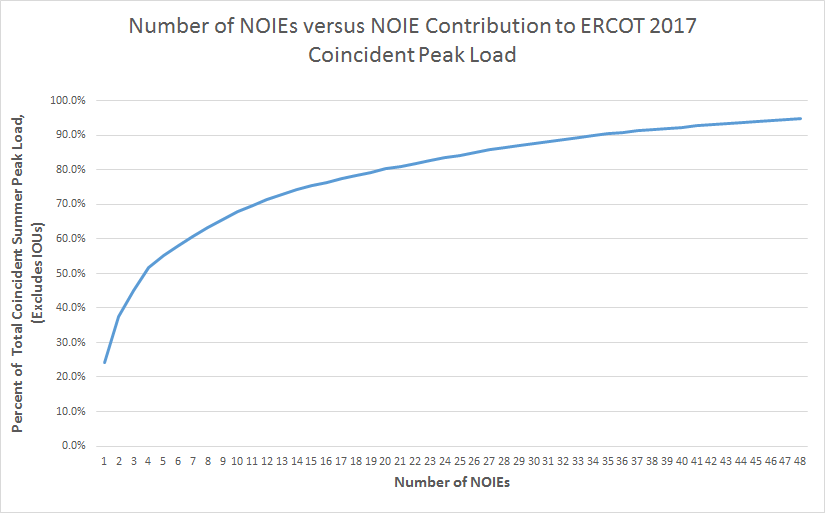 Number of NOIEs versus NOIE Contribution to ERCOT 2017
Coincident Peak Load
Percent of Total Coincident Summer Peak Load,
(Excludes IOUs)
100.0%
90.0%
80.0%
70.0%
60.0%
50.0%
40.0%
30.0%
20.0%
10.0%
0.0%
1 2 3 4 5 6 7 8 9 10 11 12 13 14 15 16 17 18 19 20 21 22 23 24 25 26 27 28 29 30 31 32 33 34 35 36 37 38 39 40 41 42 43 44 45 46 47 48
Number of NOIEs